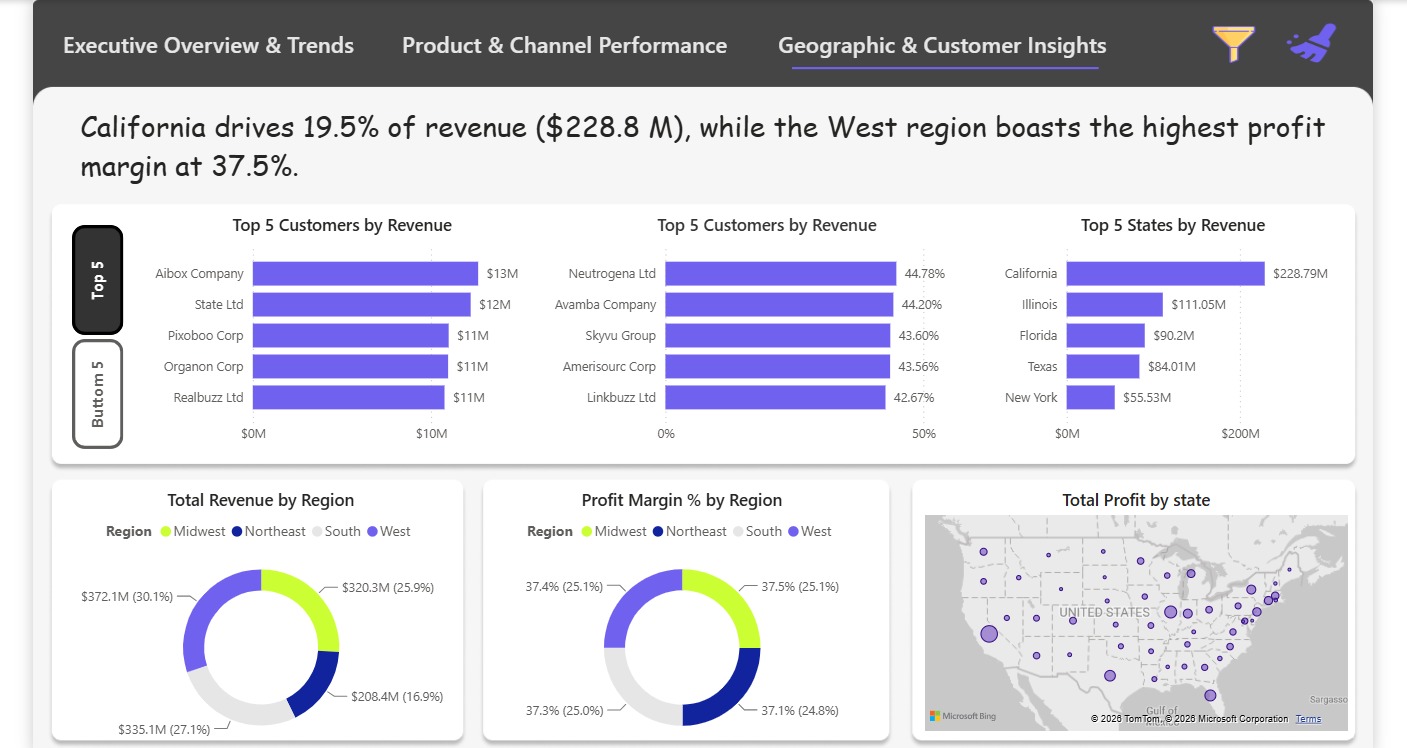 Executive Overview & Trends
Product & Channel Performance
Geographic & Customer Insights
California drives 19.5% of revenue ($228.8 M), while the West region boasts the highest profit
margin at 37.5%.
Top 5
Buttom 5
Top 5 Customers by Revenue
Aibox Company $13M
State Ltd $12M
Pixoboo Corp $11M
Organon Corp $11M
Realbuzz Ltd $11M
$0M $10M
Top 5 Customers by Revenue
Neutrogena Ltd 44.78%
Avamba Company 44.20%
Skyvu Group 43.60%
Amerisourc Corp 43.56%
Linkbuzz Ltd 42.67%
0% 50%
Top 5 States by Revenue
California $228.79M
Illinois $111.05M
Florida $90.2M
Texas $84.01M
New York $55.53M
$0M $200M
Total Revenue by Region
Region Midwest Northeast South West
$372.1M (30.1%) $320.3M (25.9%)
$208.4M (16.9%)
$335.1M (27.1%)
Profit Margin % by Region
Region Midwest Northeast South West
37.4% (25.1%) 37.5% (25.1%)
37.3% (25.0%) 37.1% (24.8%)
Total Profit by state
UNITED STATES
Sargasso
Gulf of
Microsoft Bing
© 2026 TomTom, © 2026 Microsoft Corporation Terms